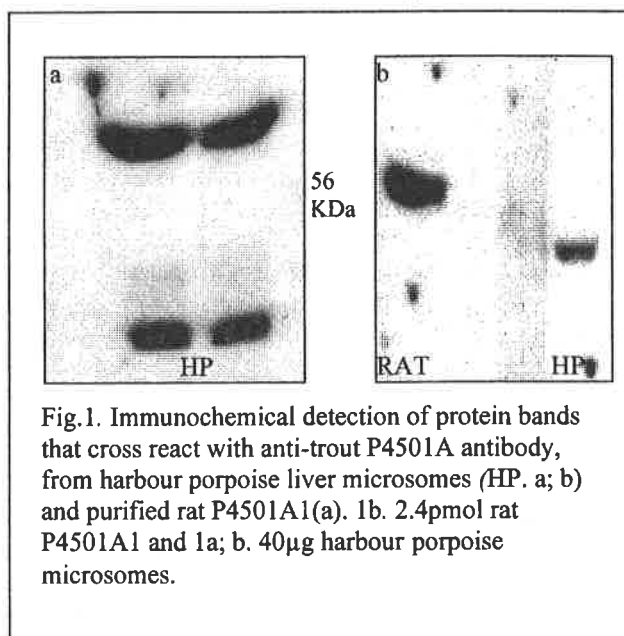 a
b
56
KDa
HP
RAT
HP
Fig.1. Immunochemical detection of protein bands
that cross react with anti-trout P4501A antibody,
from harbour porpoise liver microsomes (HP. a; b)
and purified rat P4501A1(a). 1b. 2.4pmol rat
P4501A1 and 1a; b. 40µg harbour porpoise
microsomes.